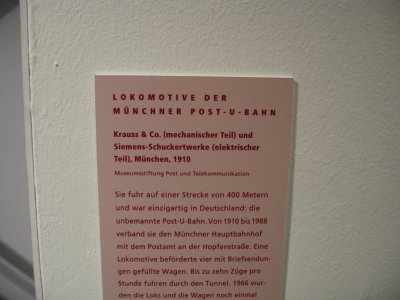 LOKOMOTIVE DER
MÜNCHNER POST-U-BAHN
Krauss & Co. (mechanischer Teil) und
Siemens-Schuckertwerke (elektrischer
Teil), München, 1910
Museumsstiftung Post und Telekommunikation
Sie fuhr auf einer Strecke von 400 Metern
und war einzigartig in Deutschland: die
unbemannte Post-U-Bahn. Von 1910 bis 1988
verband sie den Münchner Hauptbahnhof
mit dem Postamt an der Hopfenstraße. Eine
Lokomotive beförderte vier mit Briefsendun-
gen gefüllte Wagen. Bis zu zehn Züge pro
Stunde fuhren durch den Tunnel. 1966 wur-
den die Loks und die Wagen noch einmal